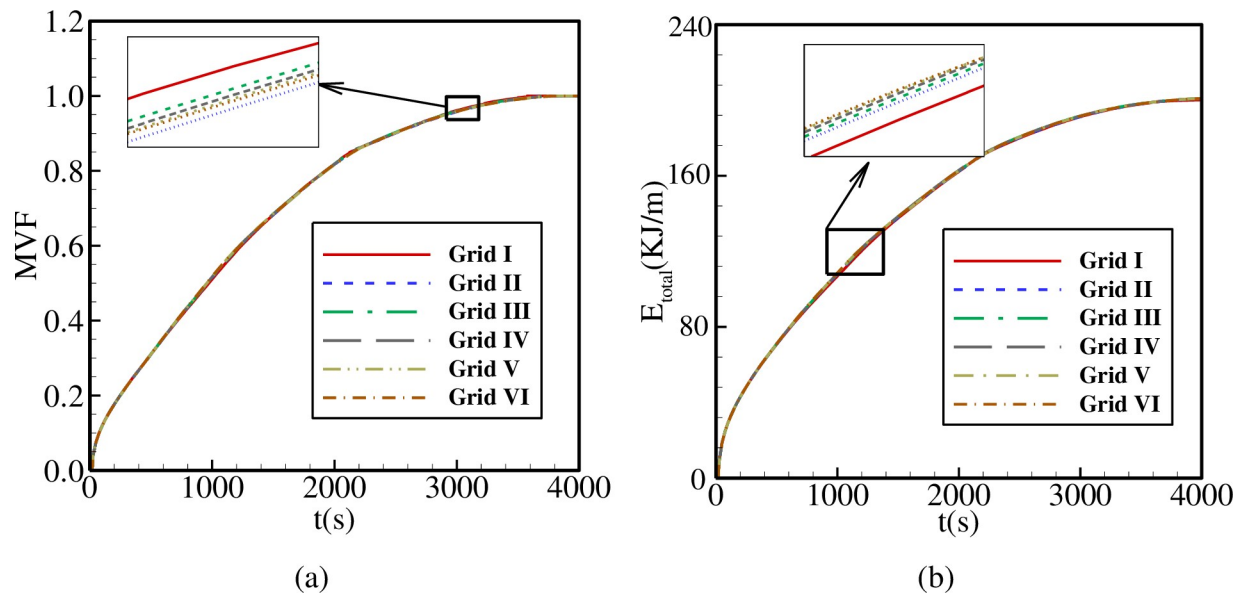 1.2
1.0
0.8
0.6
0.4
0.2
0.0
MVF
0
1000
2000
3000
4000
t(s)
Grid I
Grid II
Grid III
Grid IV
Grid V
Grid VI
(a)
240
160
80
0
E_total(KJ/m)
0
1000
2000
3000
4000
t(s)
Grid I
Grid II
Grid III
Grid IV
Grid V
Grid VI
(b)